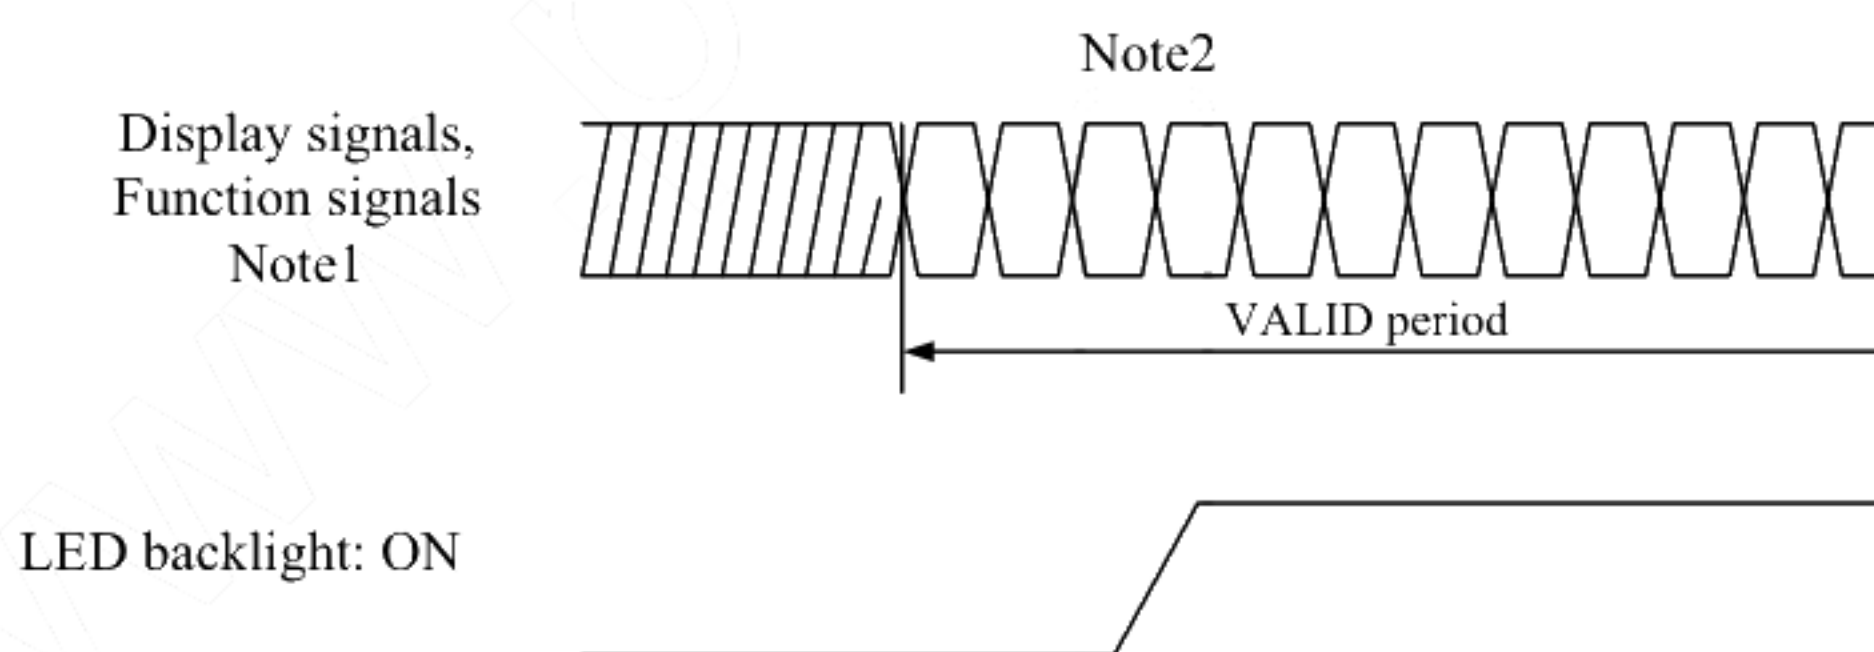 Note2
Display signals,
Function signals
Note1
VALID period
LED backlight: ON